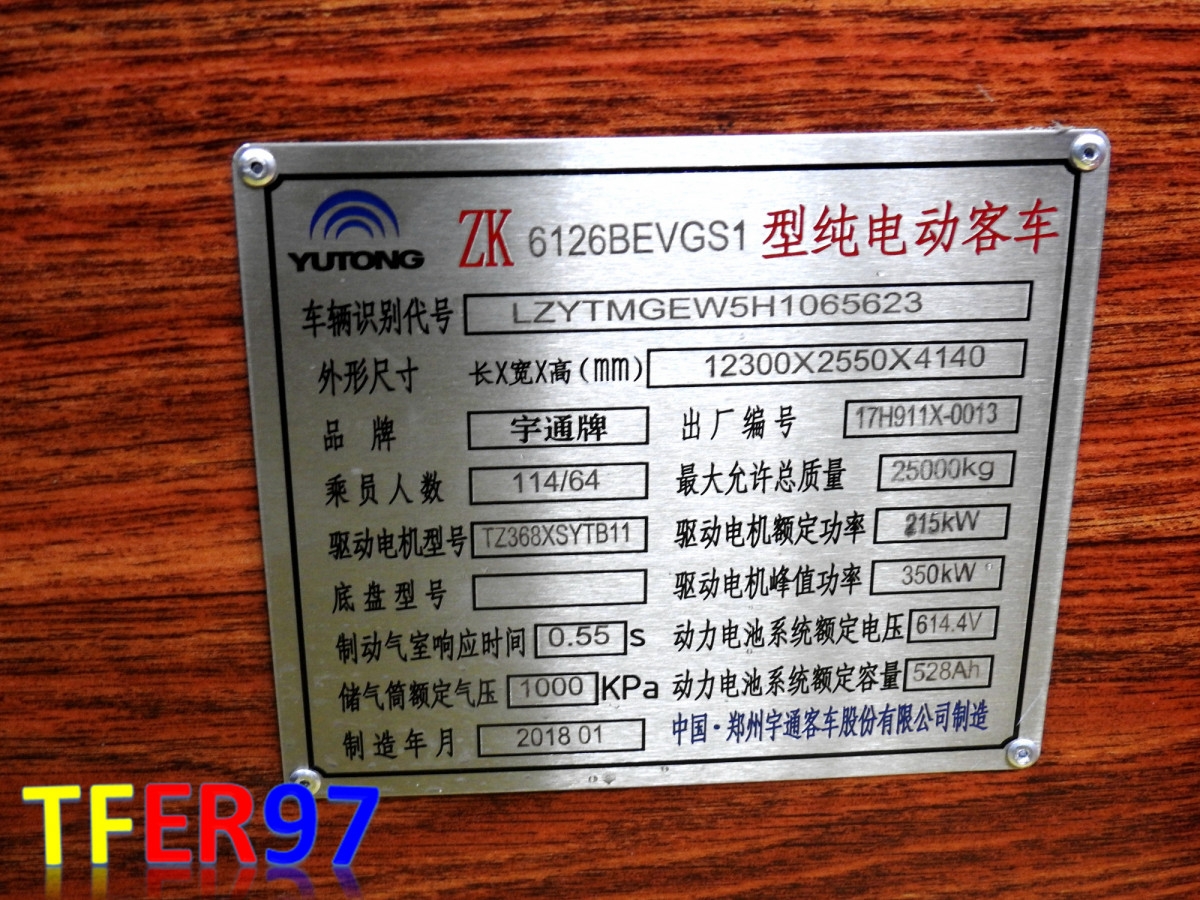 YUTONG ZK 6126BEVGS1 型纯电动客车
车辆识别代号 LZYTMGEW5H1065623
外形尺寸 长X宽X高(mm) 12300X2550X4140
品牌 宇通牌 出厂编号 17H911X-0013
乘员人数 114/64 最大允许总质量 25000kg
驱动电机型号 TZ368XSYTB11 驱动电机额定功率 215kW
底盘型号 驱动电机峰值功率 350kW
制动气室响应时间 0.55 s 动力电池系统额定电压 614.4V
储气筒额定气压 1000 KPa 动力电池系统额定容量 528Ah
制造年月 2018 01 中国·郑州宇通客车股份有限公司制造
TFER97